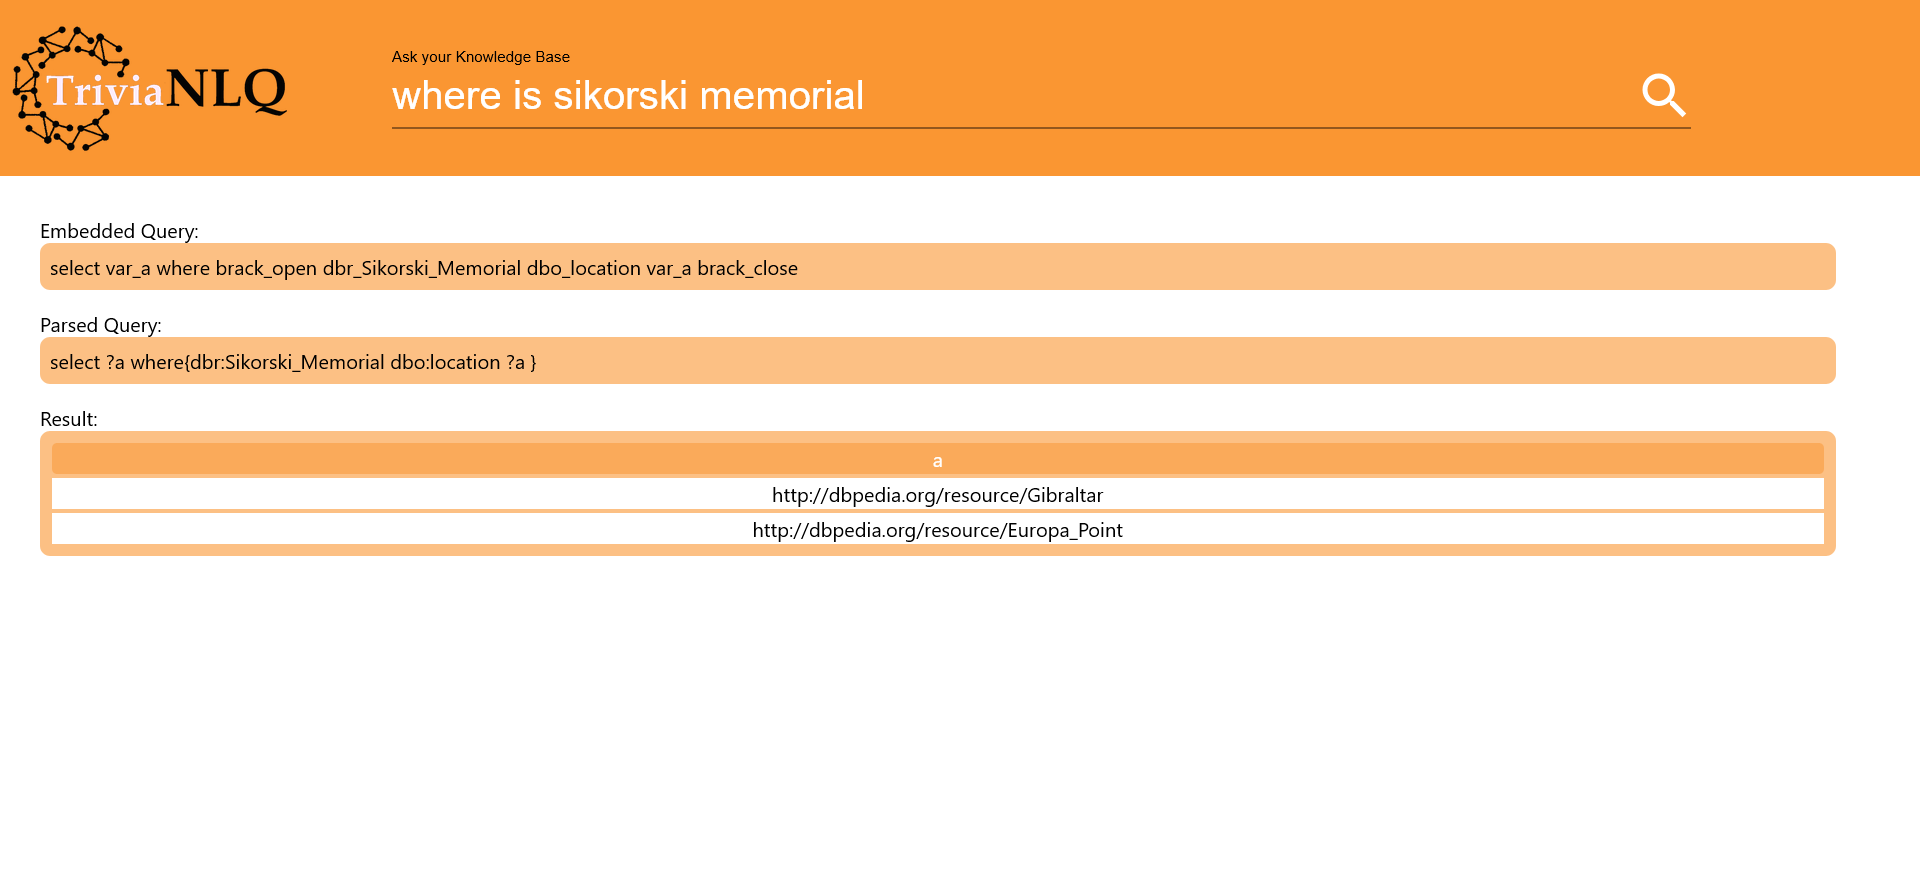 TriviaNLQ
Ask your Knowledge Base
where is sikorski memorial
Embedded Query:
select var_a where brack_open dbr_Sikorski_Memorial dbo_location var_a brack_close
Parsed Query:
select ?a where{dbr:Sikorski_Memorial dbo:location ?a }
Result:
a
http://dbpedia.org/resource/Gibraltar
http://dbpedia.org/resource/Europa_Point